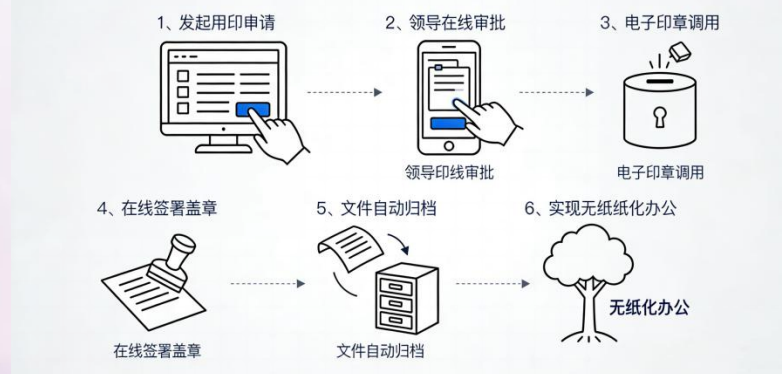 1、发起用印申请
2、领导在线审批
3、电子印章调用
领导印线审批
电子印章调用
4、在线签署盖章
5、文件自动归档
6、实现无纸纸化办公
无纸化办公
在线签署盖章
文件自动归档